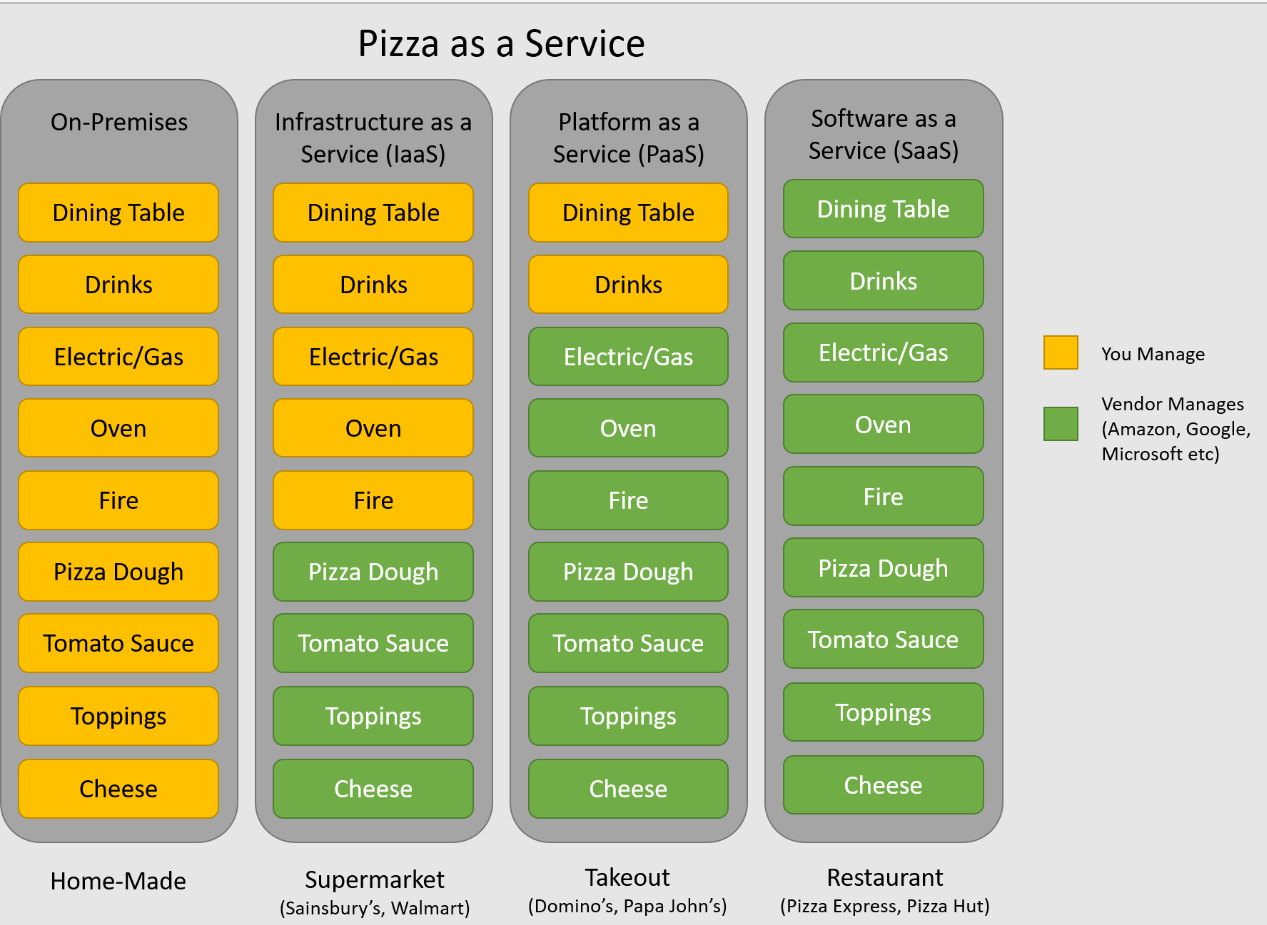 Pizza as a Service
On-Premises
Dining Table
Drinks
Electric/Gas
Oven
Fire
Pizza Dough
Tomato Sauce
Toppings
Cheese
Home-Made
Infrastructure as a
Service (IaaS)
Dining Table
Drinks
Electric/Gas
Oven
Fire
Pizza Dough
Tomato Sauce
Toppings
Cheese
Supermarket
(Sainsbury’s, Walmart)
Platform as a
Service (PaaS)
Dining Table
Drinks
Electric/Gas
Oven
Fire
Pizza Dough
Tomato Sauce
Toppings
Cheese
Takeout
(Domino’s, Papa John’s)
Software as a
Service (SaaS)
Dining Table
Drinks
Electric/Gas
Oven
Fire
Pizza Dough
Tomato Sauce
Toppings
Cheese
Restaurant
(Pizza Express, Pizza Hut)
You Manage
Vendor Manages
(Amazon, Google,
Microsoft etc)